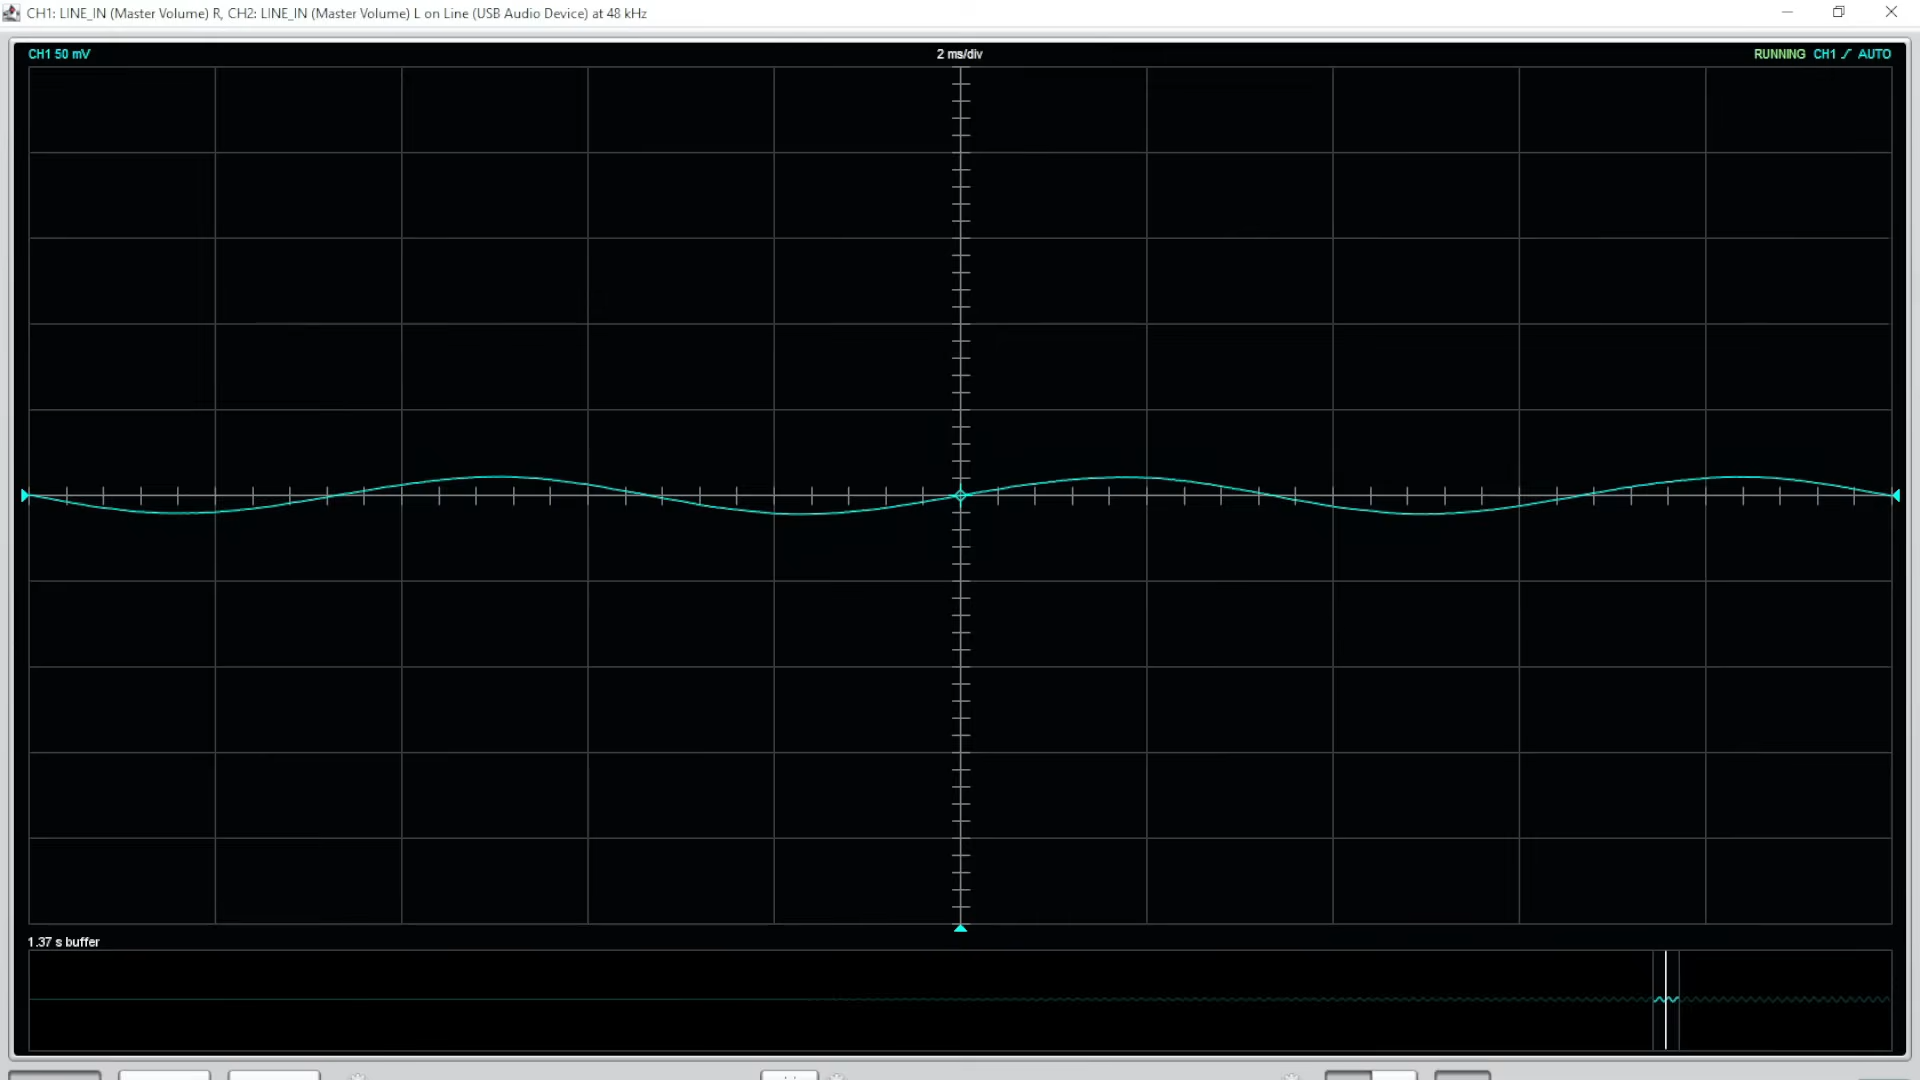 CH1: LINE_IN (Master Volume) R, CH2: LINE_IN (Master Volume) L on Line (USB Audio Device) at 48 kHz
CH1 50 mV 2 ms/div RUNNING CH1 AUTO
1.37 s buffer